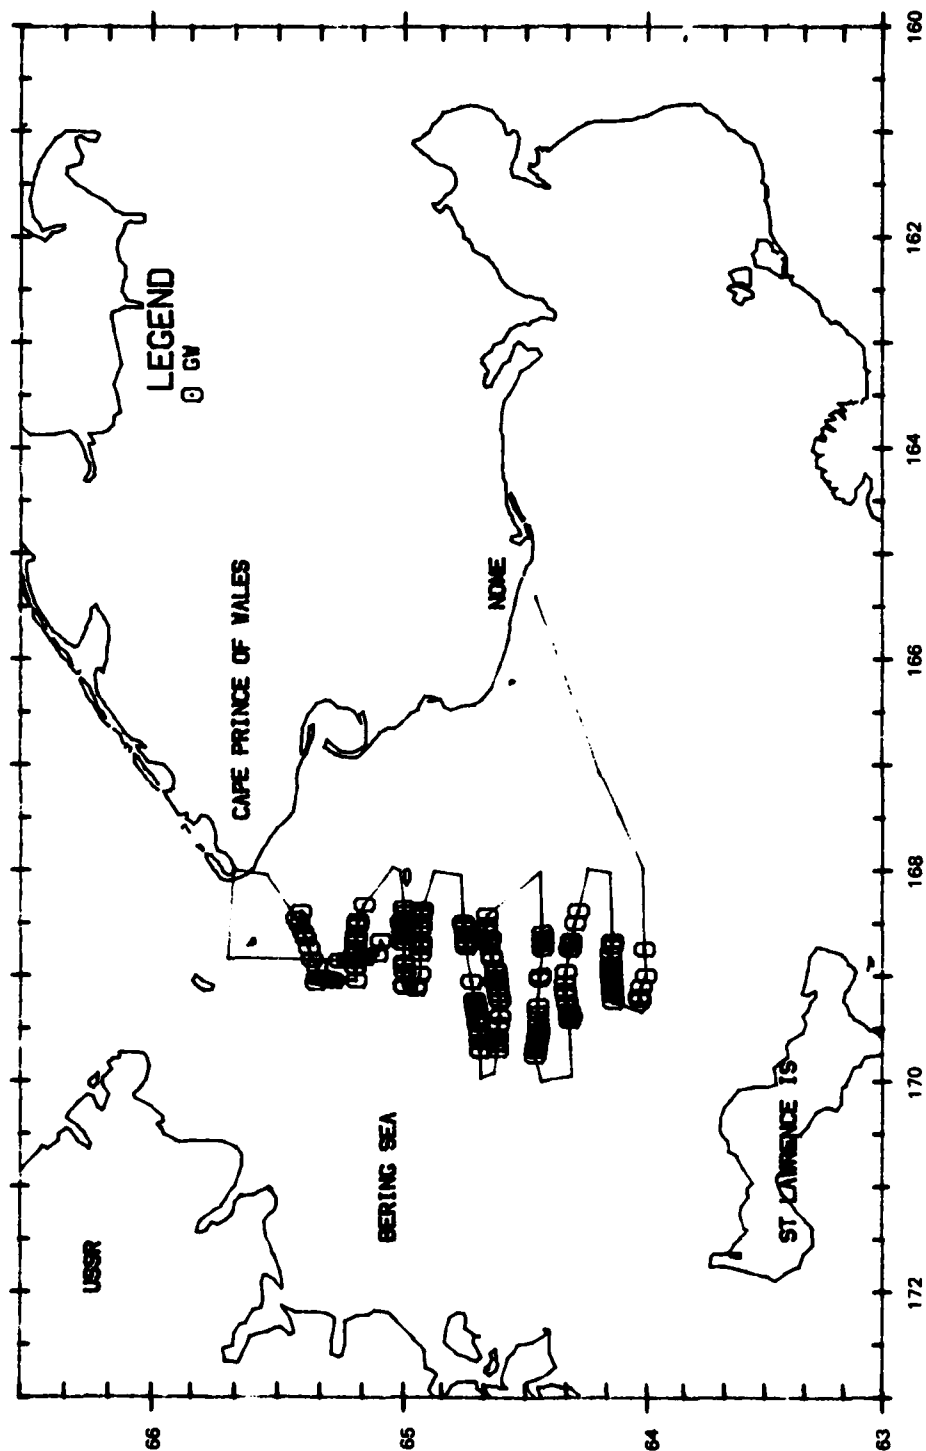 LEGEND
GW
CAPE PRINCE OF WALES
NOME
USSR
BERING SEA
ST LAWRENCE IS
66
65
64
63
172
170
168
166
164
162
160